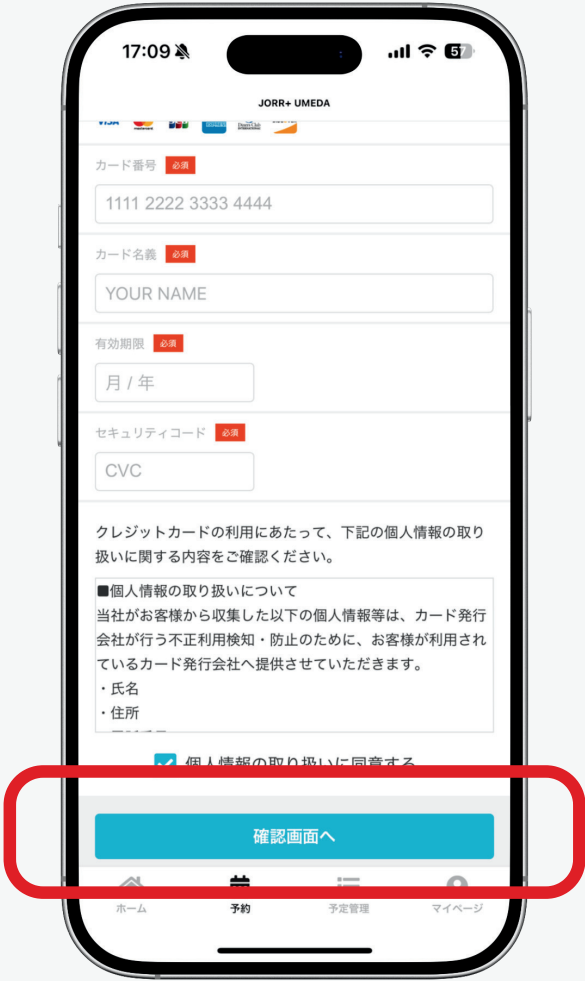 17:09
57
JORR+ UMEDA
カード番号 必須
1111 2222 3333 4444
カード名義 必須
YOUR NAME
有効期限 必須
月 / 年
セキュリティコード 必須
CVC
クレジットカードの利用にあたって、下記の個人情報の取り
扱いに関する内容をご確認ください。
■個人情報の取り扱いについて
当社がお客様から収集した以下の個人情報等は、カード発行
会社が行う不正利用検知・防止のために、お客様が利用され
ているカード発行会社へ提供させていただきます。
・氏名
・住所
個人情報の取り扱いに同意する
確認画面へ
ホーム 予約 予定管理 マイページ